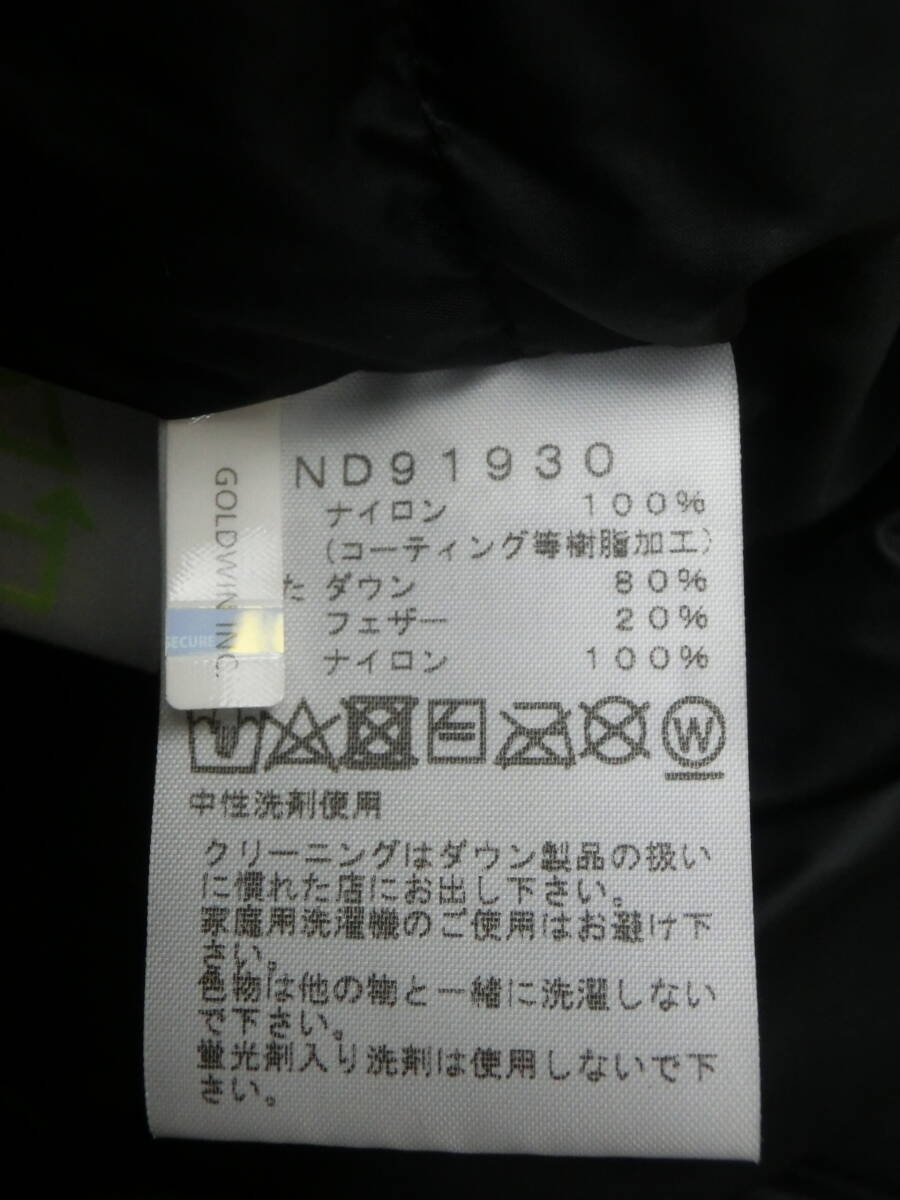 ND91930
ナイロン 100%
(コーティング等樹脂加工)
た ダウン 80%
フェザー 20%
ナイロン 100%
GOLDWIN INC.
SECURE
W
中性洗剤使用
クリーニングはダウン製品の扱い
に慣れた店にお出し下さい。
家庭用洗濯機のご使用はお避け下
さい。
色物は他の物と一緒に洗濯しない
で下さい。
蛍光剤入り洗剤は使用しないで下
さい。